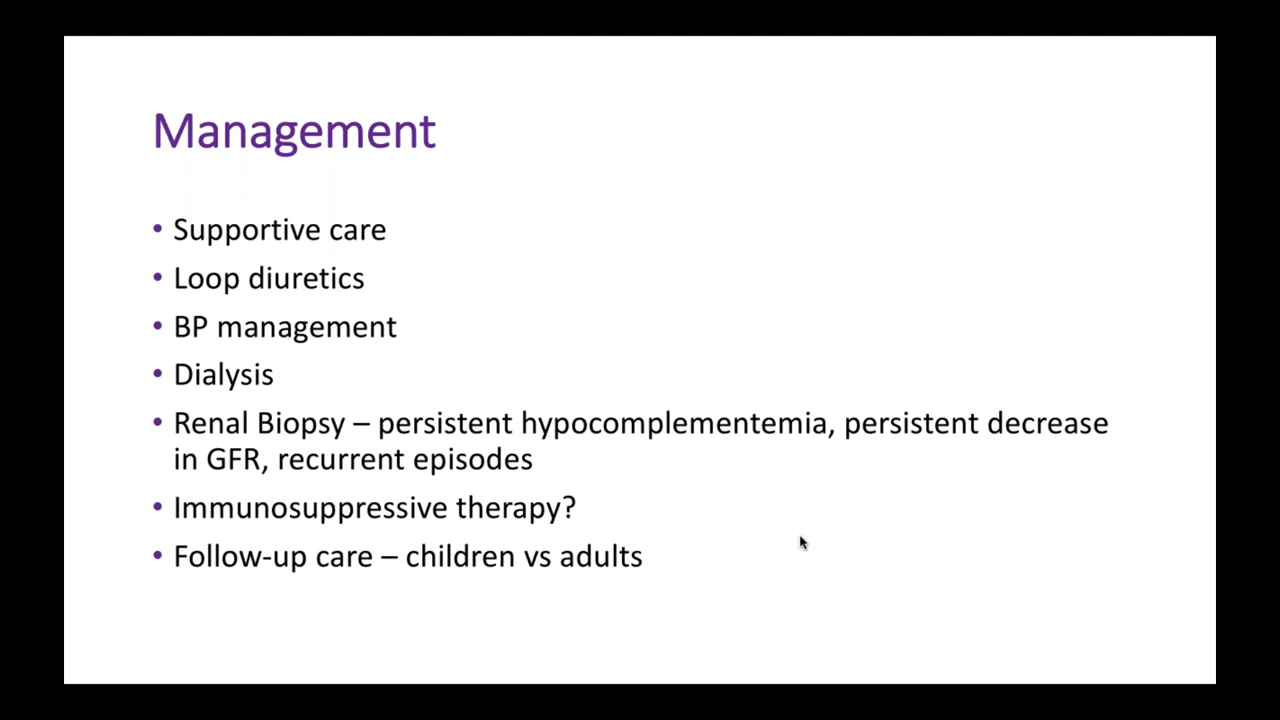 Management
• Supportive care
• Loop diuretics
• BP management
• Dialysis
• Renal Biopsy – persistent hypocomplementemia, persistent decrease
in GFR, recurrent episodes
• Immunosuppressive therapy?
• Follow-up care – children vs adults